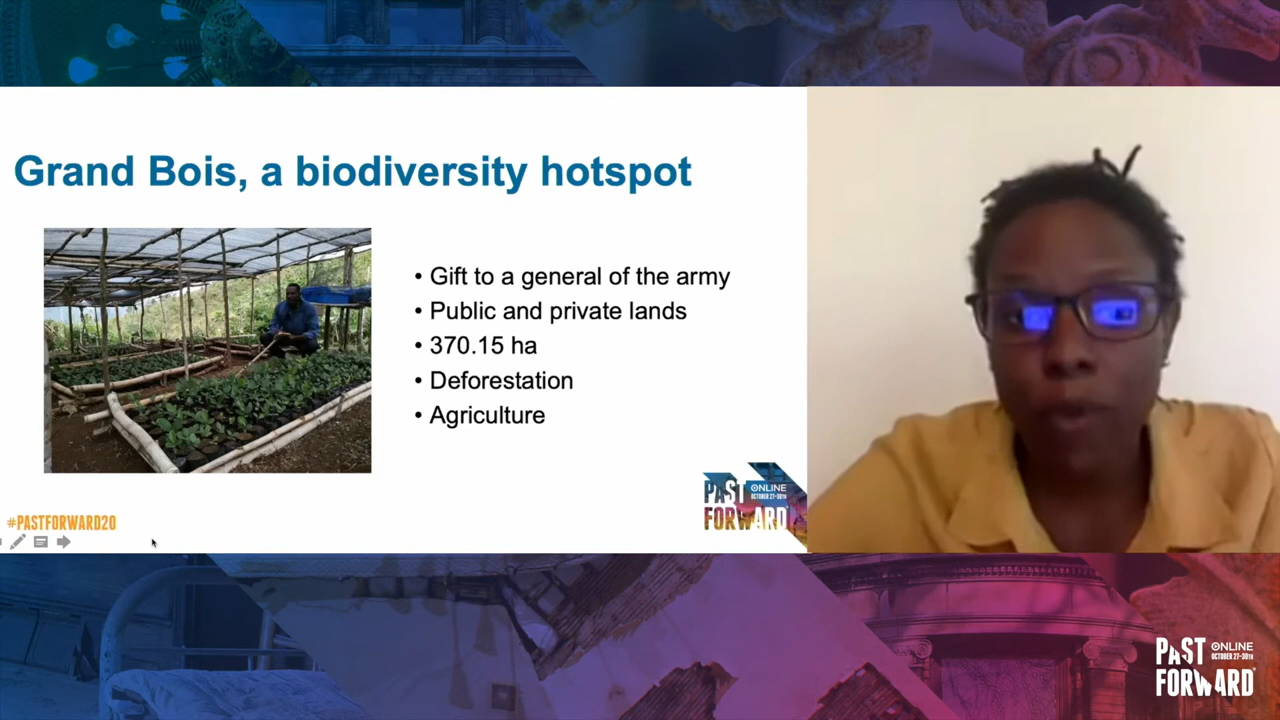 Grand Bois, a biodiversity hotspot
• Gift to a general of the army
• Public and private lands
• 370.15 ha
• Deforestation
• Agriculture
PAST ONLINE
OCTOBER 27-30TH
FORWARD
#PASTFORWARD20
PAST ONLINE
OCTOBER 27-30TH
FORWARD